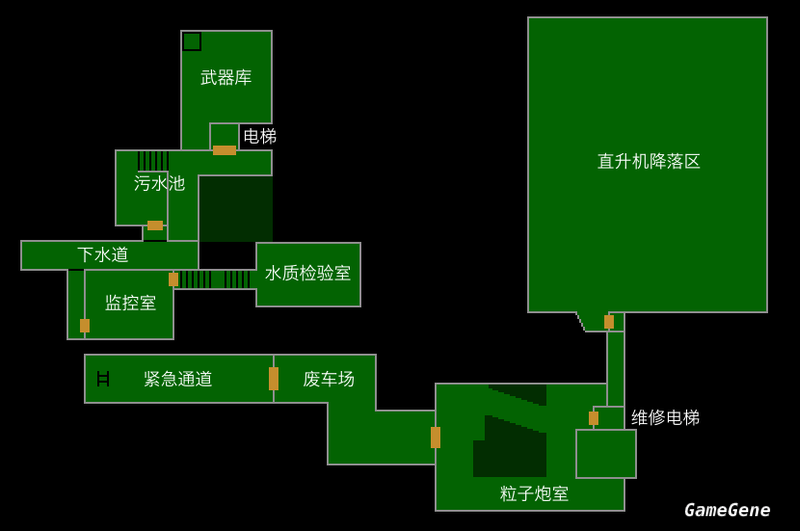 武器库
电梯
直升机降落区
污水池
下水道
水质检验室
监控室
紧急通道
废车场
维修电梯
粒子炮室
GameGene